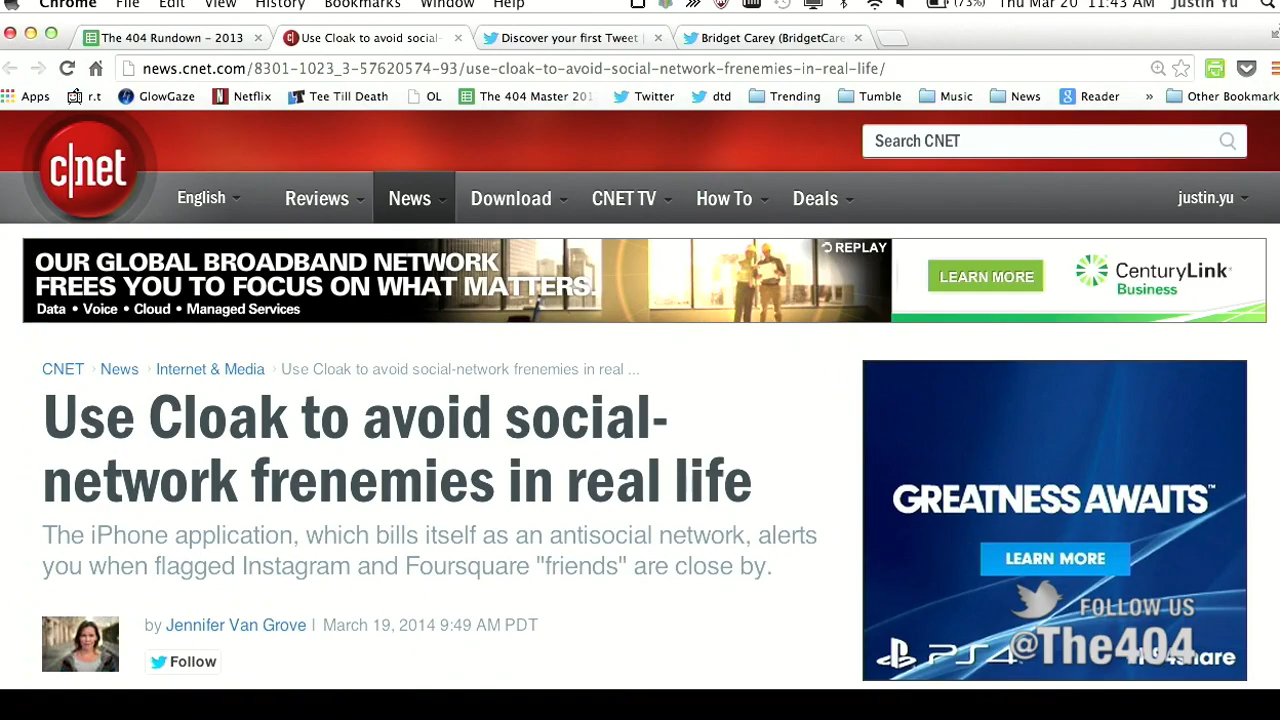 Chrome File Edit View History Bookmarks Window Help (73%) Thu Mar 20 11:43 AM Justin Yu
The 404 Rundown – 2013 Use Cloak to avoid social- Discover your first Tweet | Bridget Carey (BridgetCare
news.cnet.com/8301-1023_3-57620574-93/use-cloak-to-avoid-social-network-frenemies-in-real-life/
Apps r.t GlowGaze Netflix Tee Till Death OL The 404 Master 201 Twitter dtd Trending Tumble Music News Reader » Other Bookmark
c|net
Search CNET
English Reviews News Download CNET TV How To Deals justin.yu
OUR GLOBAL BROADBAND NETWORK
FREES YOU TO FOCUS ON WHAT MATTERS.
Data • Voice • Cloud • Managed Services
REPLAY
LEARN MORE
CenturyLink
Business
CNET News Internet & Media Use Cloak to avoid social-network frenemies in real ...
Use Cloak to avoid social-
network frenemies in real life
The iPhone application, which bills itself as an antisocial network, alerts
you when flagged Instagram and Foursquare "friends" are close by.
by Jennifer Van Grove | March 19, 2014 9:49 AM PDT
Follow
GREATNESS AWAITS™
LEARN MORE
FOLLOW US
@The404
PS4
share